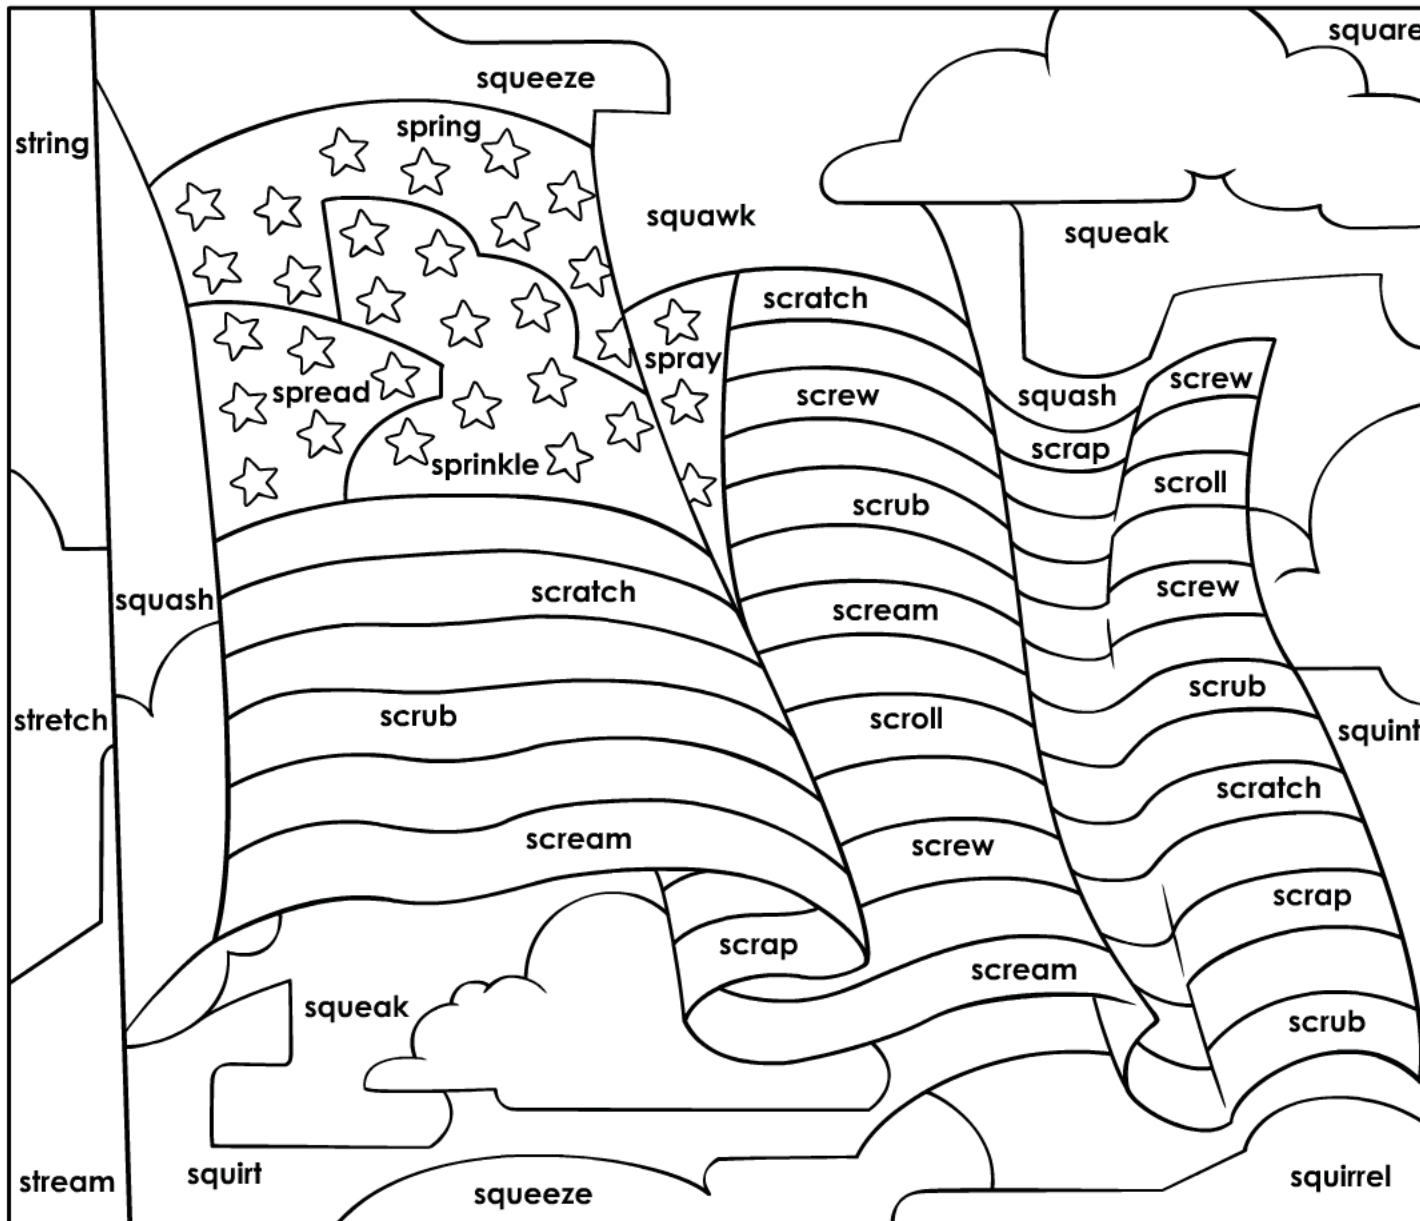 square
squeeze
spring
string
squawk
squeak
scratch
spray
screw
spread
screw
squash
scrap
sprinkle
scroll
scrub
screw
scratch
squash
scream
scrub
scrub
scroll
stretch
squint
scratch
scream
screw
scrap
scrap
scream
squeak
scrub
squirt
squirrel
stream
squeeze